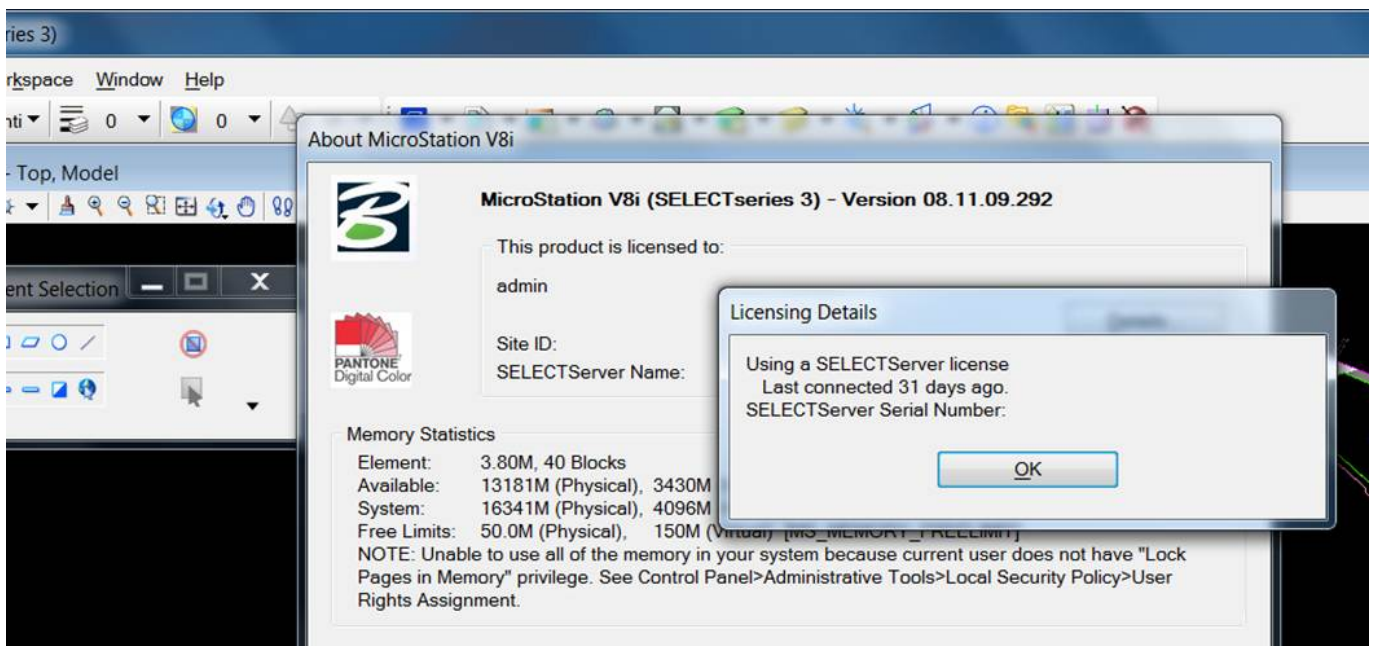 ries 3)
rkspace Window Help
nti 0 0
About MicroStation V8i
- Top, Model
MicroStation V8i (SELECTseries 3) - Version 08.11.09.292
This product is licensed to:
admin
ent Selection
Licensing Details
Site ID:
SELECTServer Name:
PANTONE
Digital Color
Using a SELECTServer license
Last connected 31 days ago.
SELECTServer Serial Number:
OK
Memory Statistics
Element: 3.80M, 40 Blocks
Available: 13181M (Physical), 3430M
System: 16341M (Physical), 4096M
Free Limits: 50.0M (Physical), 150M (Virtual) [MS_MEMORY_FREELIMIT]
NOTE: Unable to use all of the memory in your system because current user does not have "Lock
Pages in Memory" privilege. See Control Panel>Administrative Tools>Local Security Policy>User
Rights Assignment.